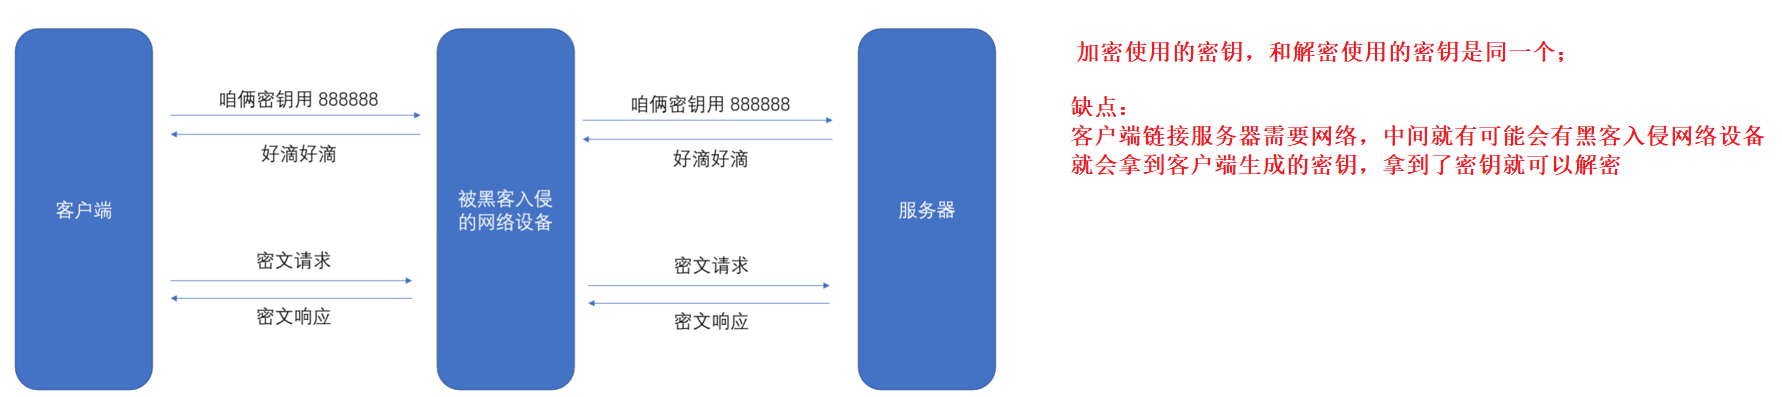 客户端
咱俩密钥用 888888
好滴好滴
密文请求
密文响应
被黑客入侵
的网络设备
咱俩密钥用 888888
好滴好滴
密文请求
密文响应
服务器
加密使用的密钥，和解密使用的密钥是同一个；
缺点：
客户端链接服务器需要网络，中间就有可能会有黑客入侵网络设备
就会拿到客户端生成的密钥，拿到了密钥就可以解密